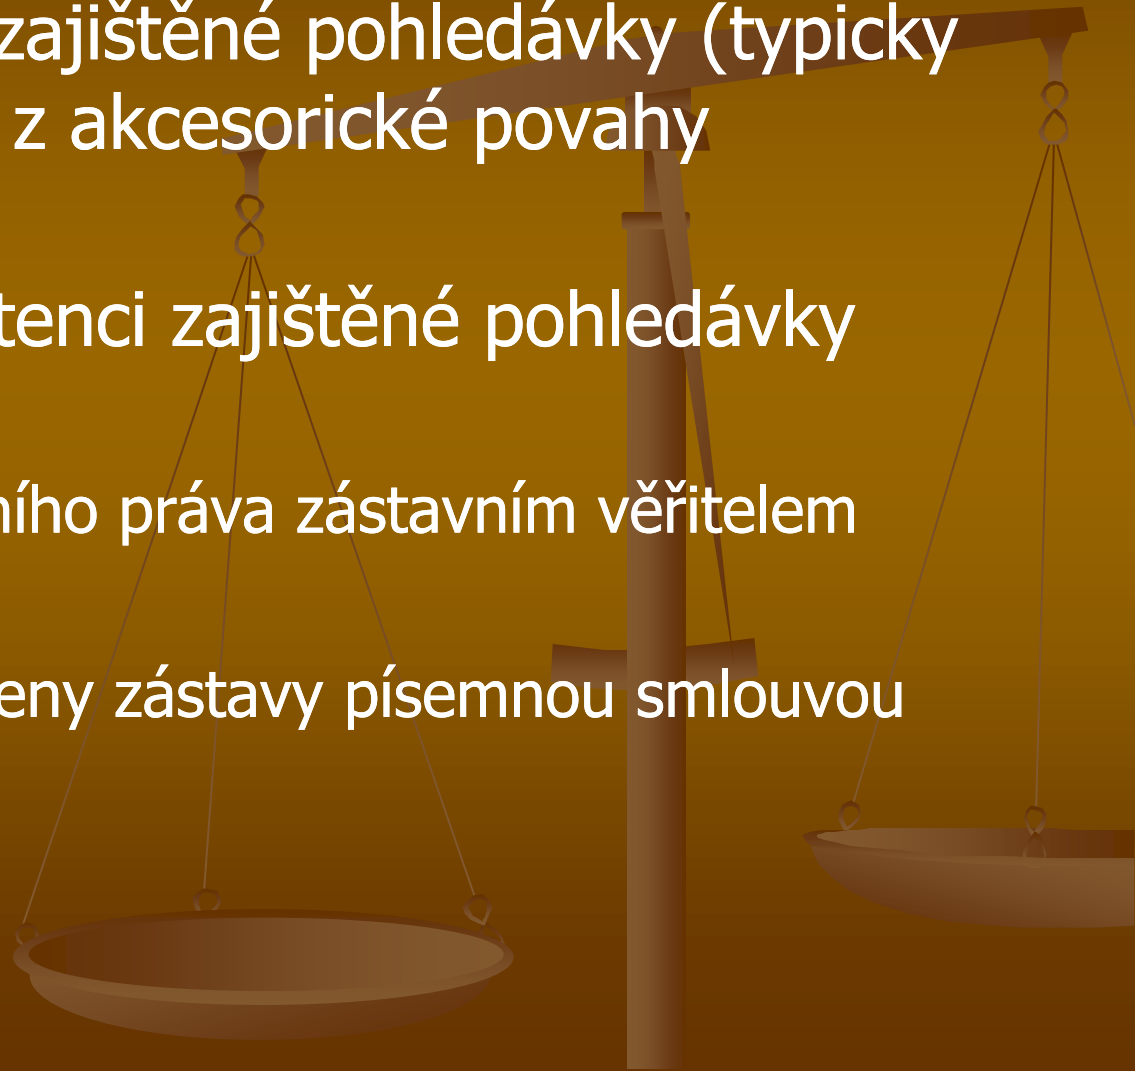 zajištěné pohledávky (typicky
z akcesorické povahy
tenci zajištěné pohledávky
ního práva zástavním věřitelem
eny zástavy písemnou smlouvou